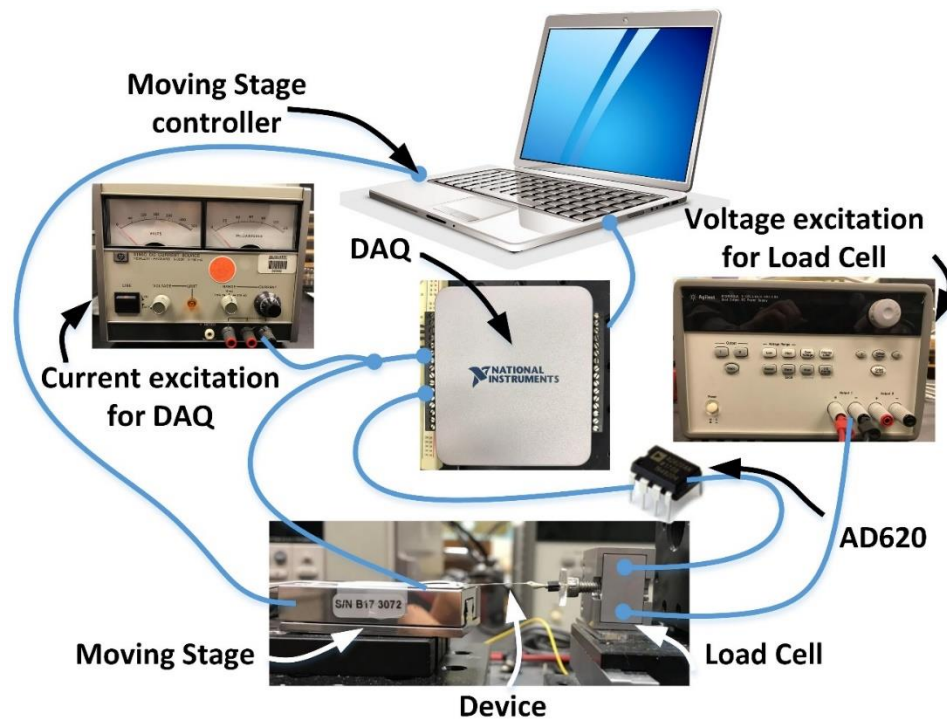 Moving Stage
controller
DAQ
Voltage excitation
for Load Cell
Current excitation
for DAQ
NATIONAL
INSTRUMENTS
AD620
S/N B17 3072
Moving Stage
Load Cell
Device